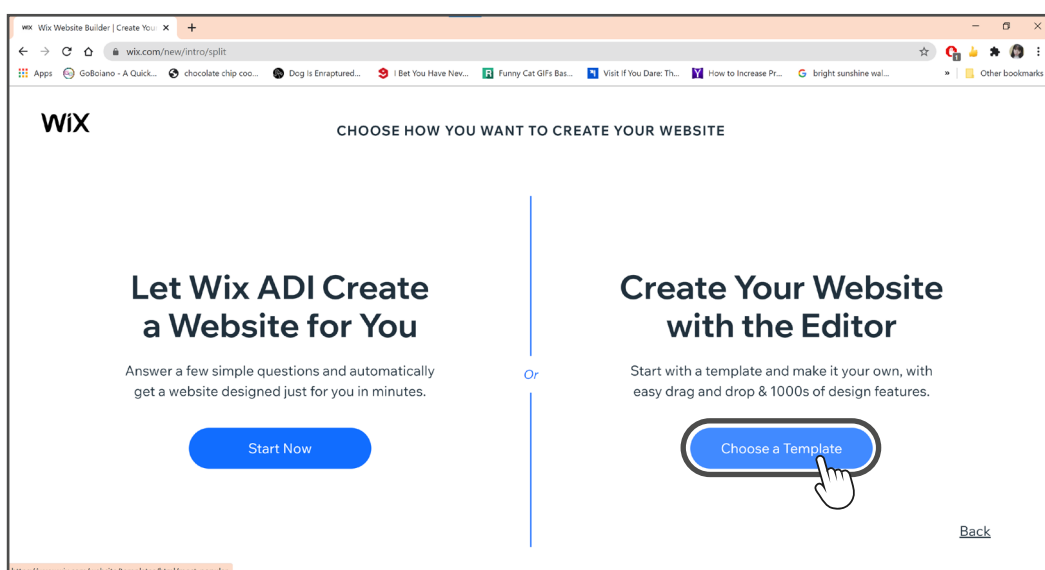 WiX Wix Website Builder | Create Your
wix.com/new/intro/split
Apps GoBoiano - A Quick... chocolate chip coo... Dog Is Enraptured... I Bet You Have Nev... Funny Cat GIFs Bas... Visit If You Dare: Th... How to Increase Pr... bright sunshine wal... » Other bookmarks
WiX
CHOOSE HOW YOU WANT TO CREATE YOUR WEBSITE
Let Wix ADI Create
a Website for You
Answer a few simple questions and automatically
get a website designed just for you in minutes.
Start Now
Or
Create Your Website
with the Editor
Start with a template and make it your own, with
easy drag and drop & 1000s of design features.
Choose a Template
Back